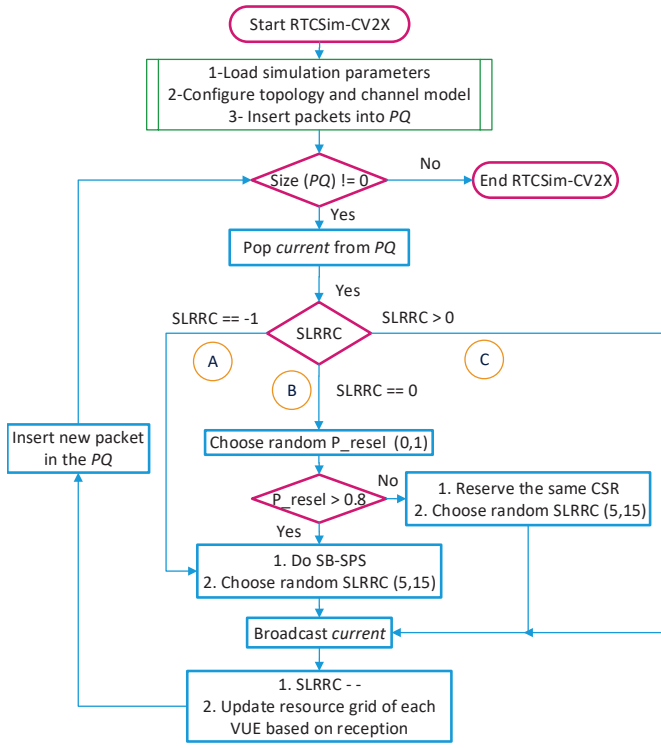 Start RTCSim-CV2X
1-Load simulation parameters
2-Configure topology and channel model
3- Insert packets into PQ
Size (PQ) != 0
No
End RTCSim-CV2X
Yes
Pop current from PQ
Yes
SLRRC == -1
SLRRC
SLRRC > 0
A
B
C
SLRRC == 0
Insert new packet
in the PQ
Choose random P_resel (0,1)
P_resel > 0.8
No
1. Reserve the same CSR
2. Choose random SLRRC (5,15)
Yes
1. Do SB-SPS
2. Choose random SLRRC (5,15)
Broadcast current
1. SLRRC - -
2. Update resource grid of each
VUE based on reception